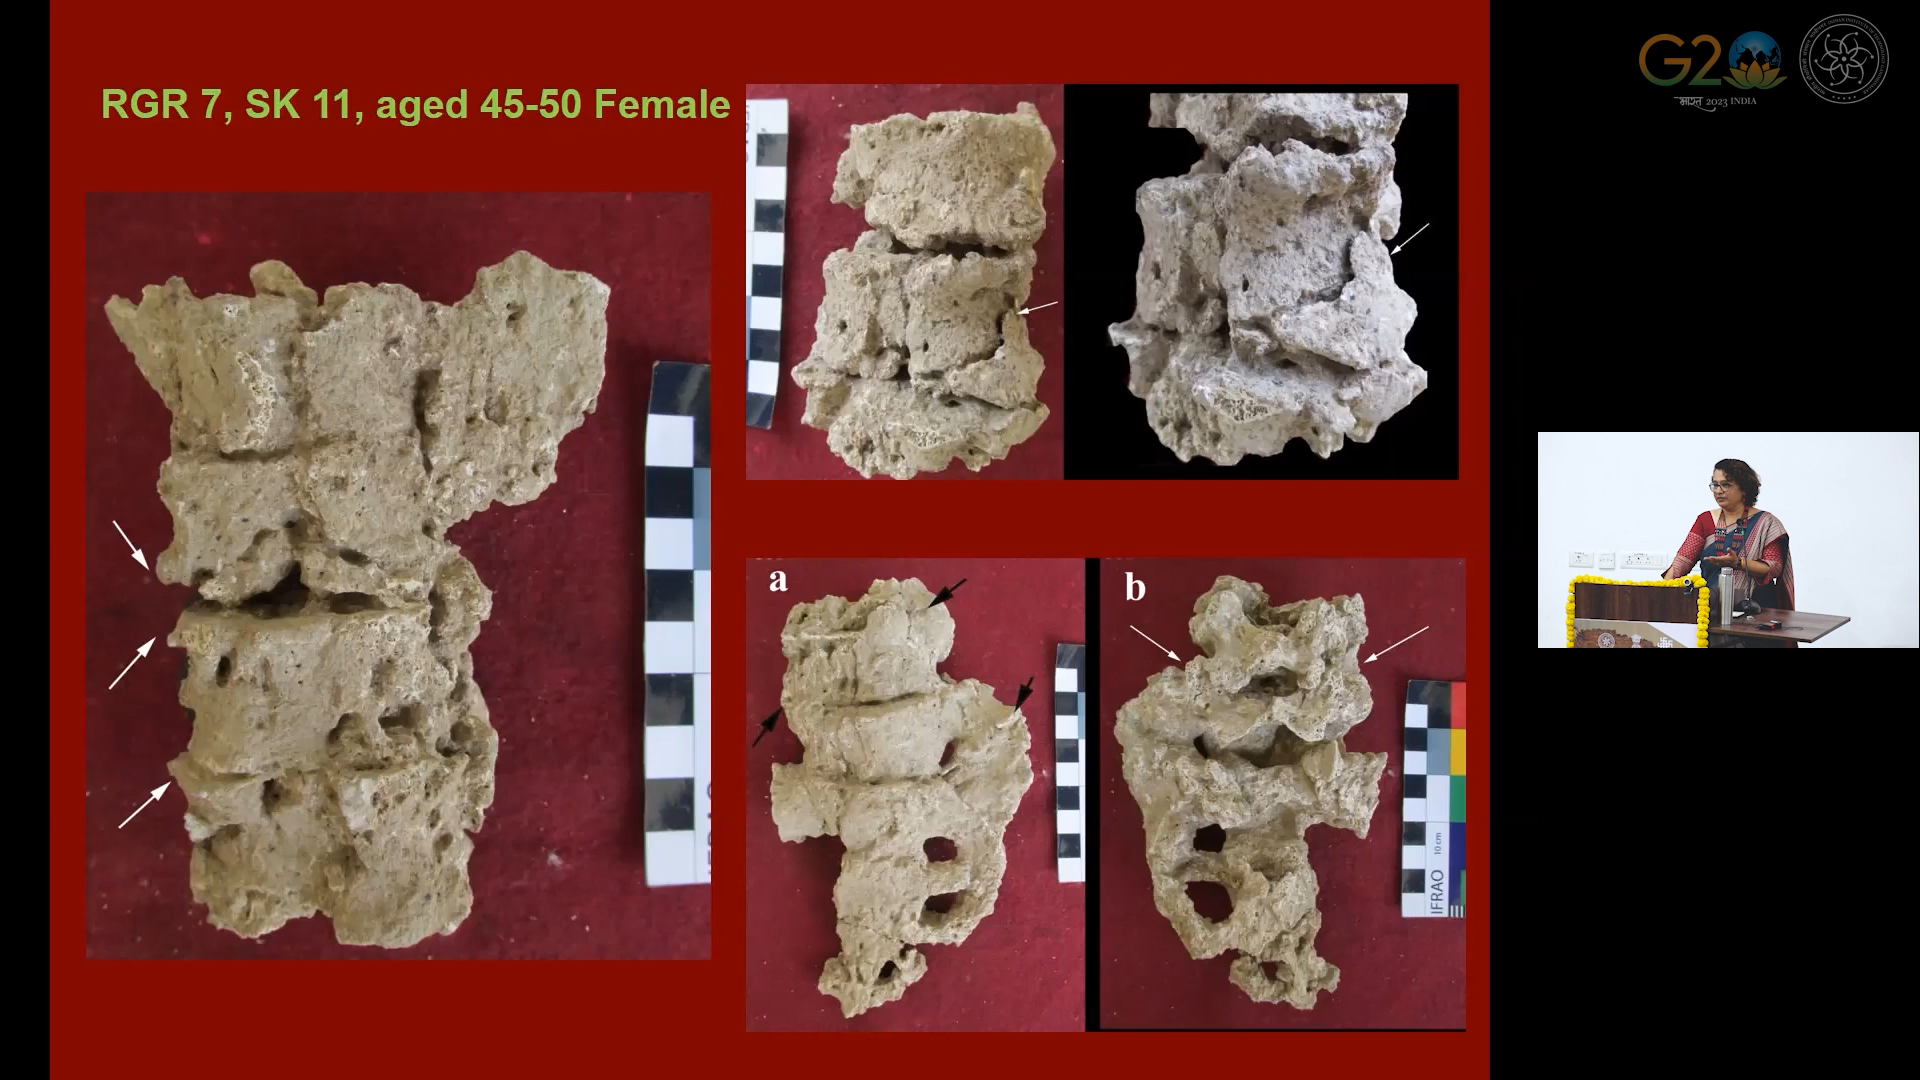 RGR 7, SK 11, aged 45-50 Female
a
b
IFRAO 10 cm
G20
भारत 2023 INDIA